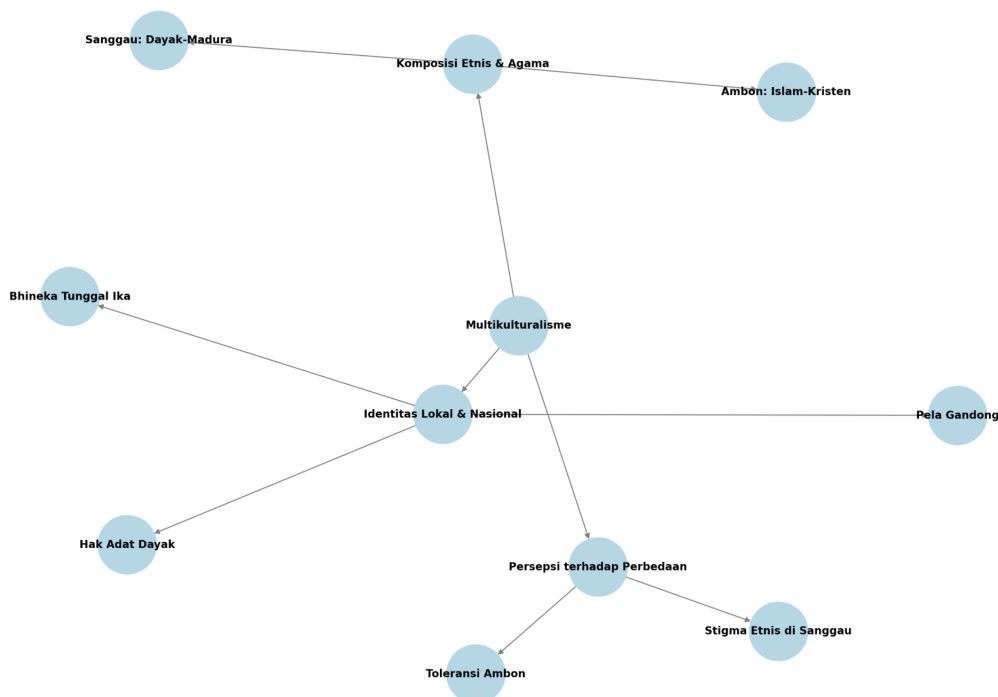 Sanggau: Dayak-Madura
Komposisi Etnis & Agama
Ambon: Islam-Kristen
Bhineka Tunggal Ika
Multikulturalisme
Identitas Lokal & Nasional
Pela Gandong
Hak Adat Dayak
Persepsi terhadap Perbedaan
Stigma Etnis di Sanggau
Toleransi Ambon